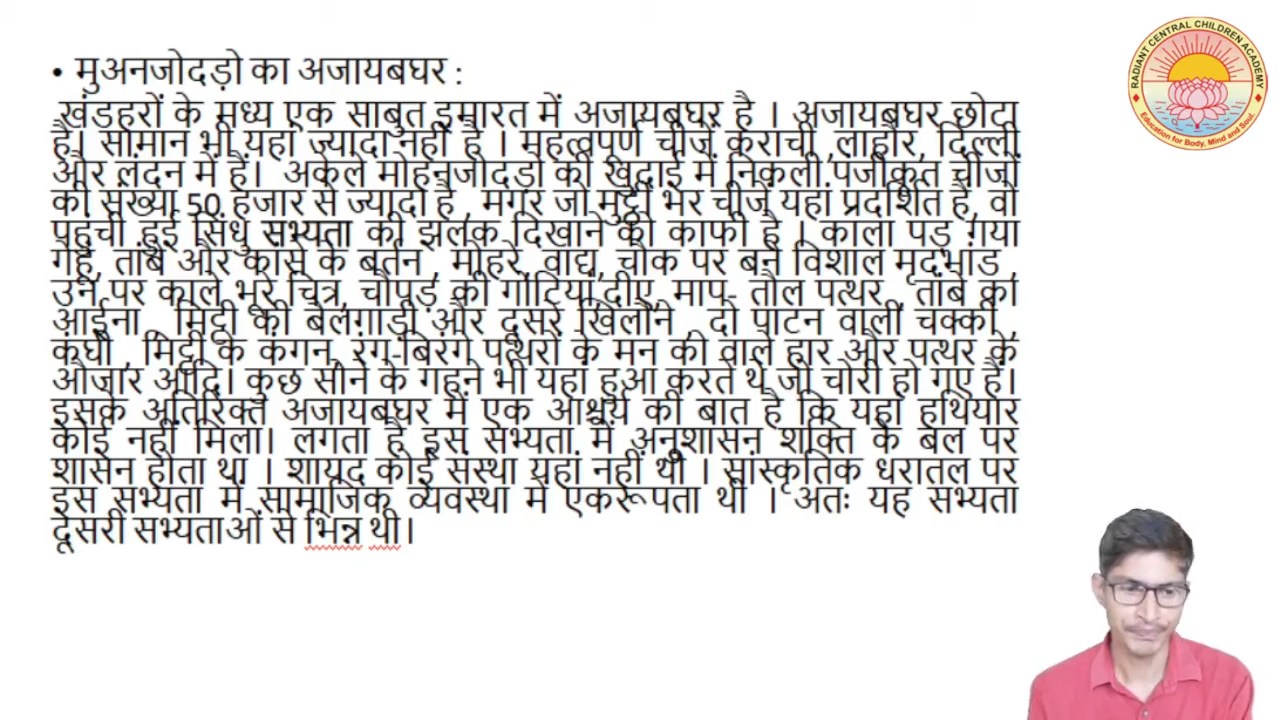 • मुअनजोदड़ो का अजायबघर :
खंडहरों के मध्य एक साबुत इमारत में अजायबघर है । अजायबघर छोटा
है। सामान भी यहां ज्यादा नहीं है । महत्वपूर्ण चीजें कराची ,लाहौर, दिल्ली
और लंदन में हैं। अकेले मोहनजोदड़ो की खुदाई में निकली पंजीकृत चीजों
की संख्या 50 हजार से ज्यादा है , मगर जो मुट्ठी भर चीजें यहां प्रदर्शित है, वो
पहुंची हुई सिंधु सभ्यता की झलक दिखाने को काफी है । काला पड़ गया
गेहूं, तांबे और कांसे के बर्तन , मोहरे, वाद्य, चौक पर बने विशाल मृदभांड ,
उन पर काले भूरे चित्र, चौपड़ की गोटियां,दीए, माप- तौल पत्थर , तांबे का
आईना , मिट्टी की बैलगाड़ी और दूसरे खिलौने , दो पाटन वाली चक्की ,
कंघी , मिट्टी के कंगन, रंग-बिरंगे पत्थरों के मन की वाले हार और पत्थर के
औजार आदि। कुछ सोने के गहने भी यहां हुआ करते थे जो चोरी हो गए हैं।
इसके अतिरिक्त अजायबघर में एक आश्चर्य की बात है कि यहां हथियार
कोई नहीं मिला। लगता है इस सभ्यता में अनुशासन शक्ति के बल पर
शासन होता था । शायद कोई संस्था यहां नहीं थी । सांस्कृतिक धरातल पर
इस सभ्यता में सामाजिक व्यवस्था में एकरूपता थी । अतः यह सभ्यता
दूसरी सभ्यताओं से भिन्न थी।
RADIANT CENTRAL CHILDREN ACADEMY
Education for Body, Mind and Soul.